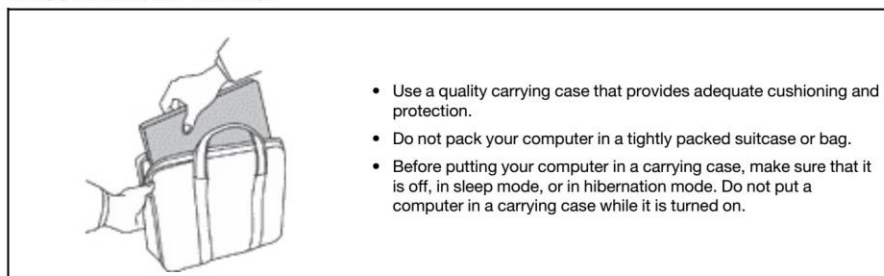 • Use a quality carrying case that provides adequate cushioning and
protection.
• Do not pack your computer in a tightly packed suitcase or bag.
• Before putting your computer in a carrying case, make sure that it
is off, in sleep mode, or in hibernation mode. Do not put a
computer in a carrying case while it is turned on.